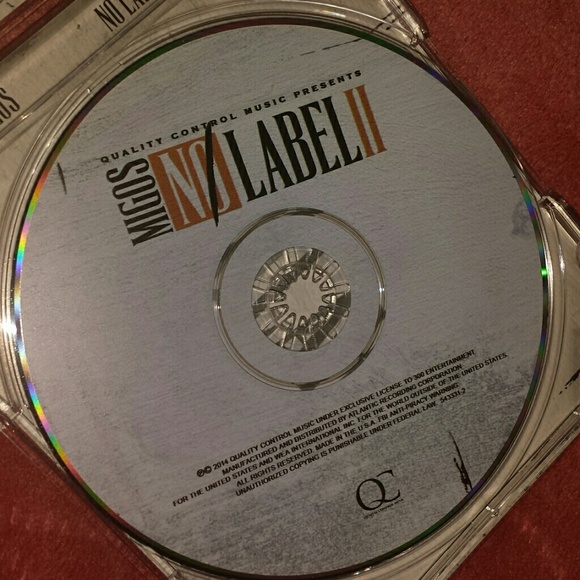 NO LA
QUALITY CONTROL MUSIC PRESENTS
MIGOS NO LABEL II
℗© 2014 QUALITY CONTROL MUSIC UNDER EXCLUSIVE LICENSE TO 300 ENTERTAINMENT
MANUFACTURED AND DISTRIBUTED BY ATLANTIC RECORDING CORPORATION
FOR THE UNITED STATES AND WEA INTERNATIONAL INC. FOR THE WORLD OUTSIDE OF THE UNITED STATES.
ALL RIGHTS RESERVED. MADE IN THE U.S.A. FBI ANTI-PIRACY WARNING:
UNAUTHORIZED COPYING IS PUNISHABLE UNDER FEDERAL LAW. 543331-2
QC